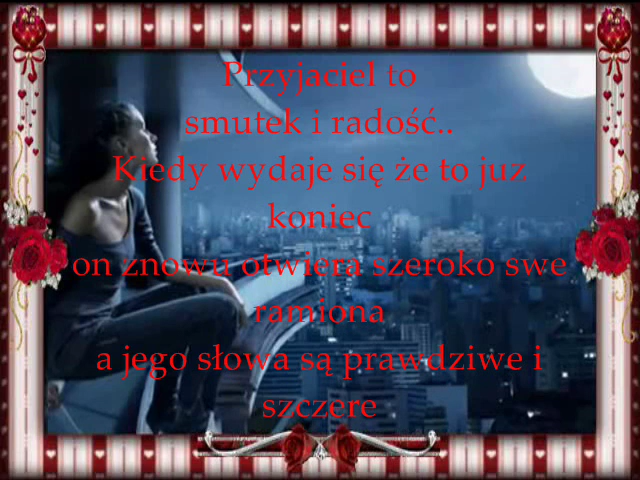 Przyjaciel to
smutek i radość..
Kiedy wydaje się że to juz
koniec
on znowu otwiera szeroko swe
ramiona
a jego słowa są prawdziwe i
szczere